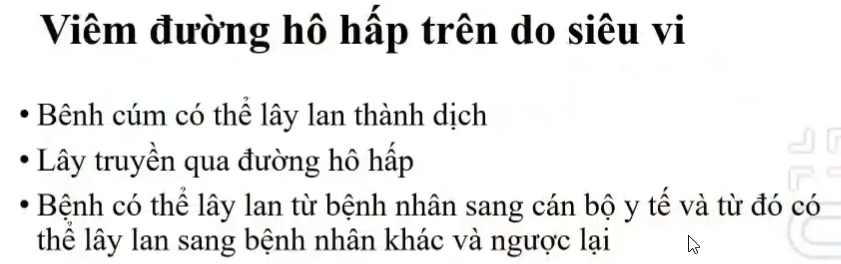 Viêm đường hô hấp trên do siêu vi
• Bênh cúm có thể lây lan thành dịch
• Lây truyền qua đường hô hấp
• Bệnh có thể lây lan từ bệnh nhân sang cán bộ y tế và từ đó có
thể lây lan sang bệnh nhân khác và ngược lại